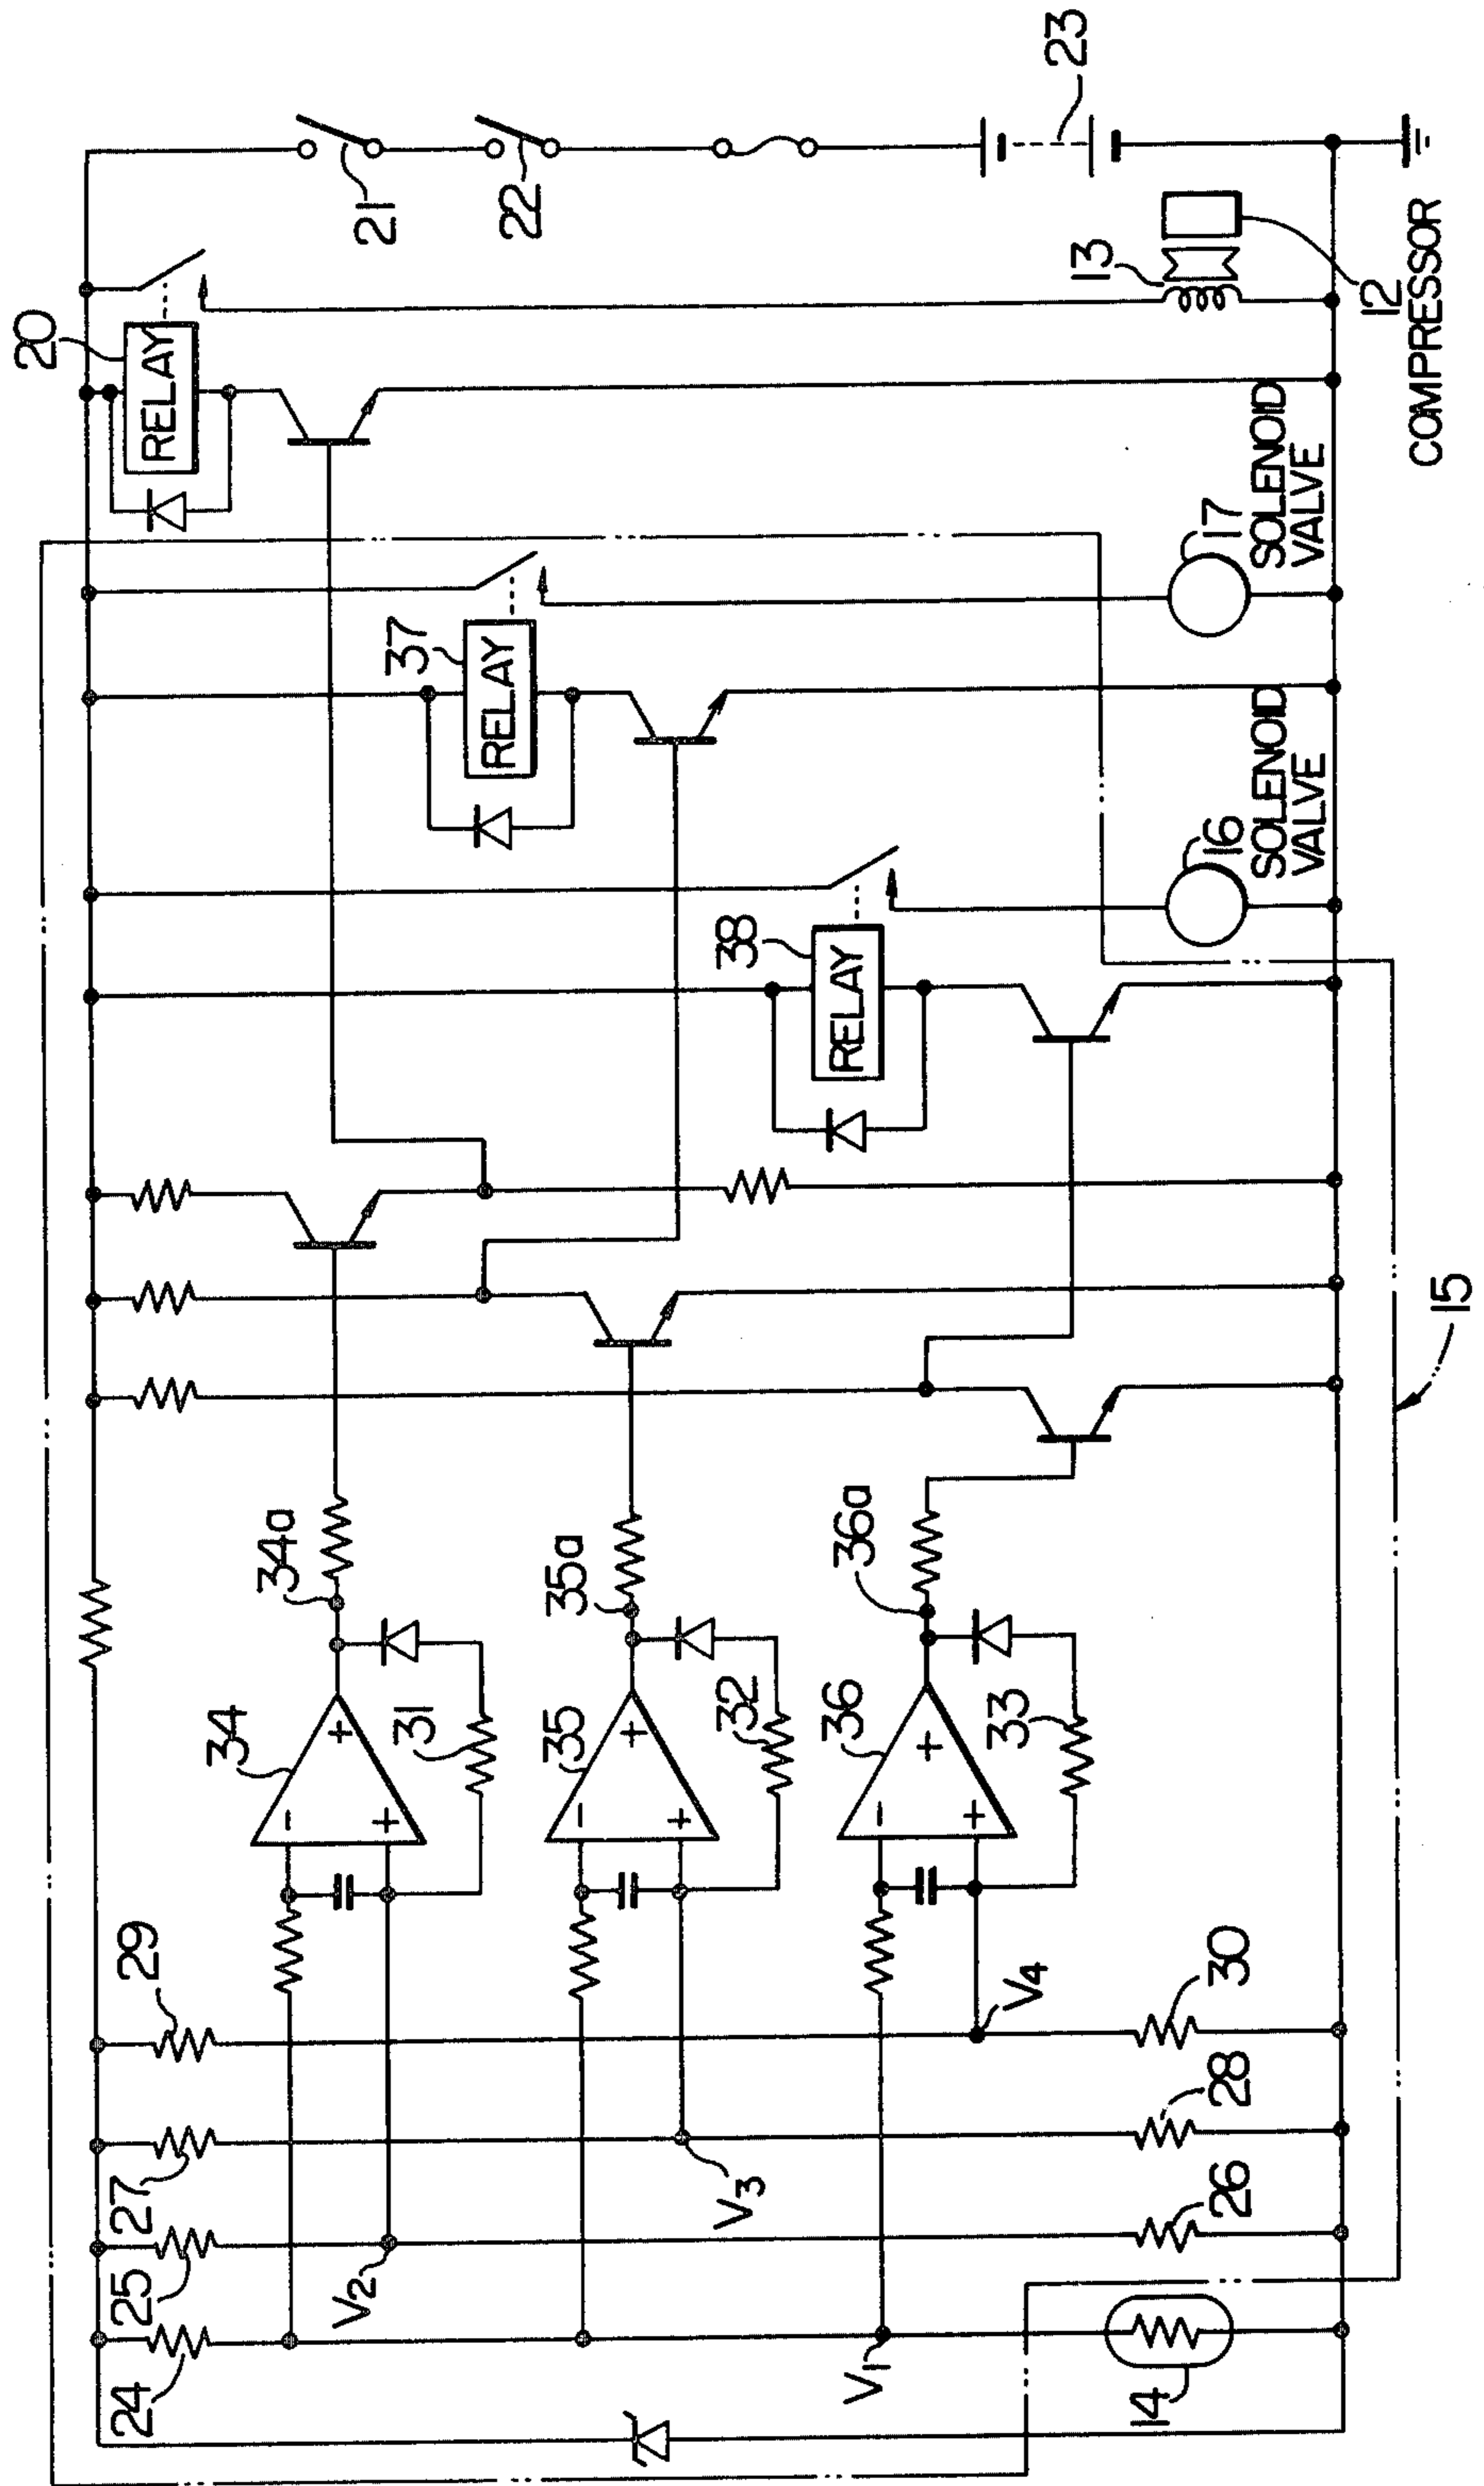 20
RELAY
21
22
23
13
12
COMPRESSOR
37
RELAY
17
SOLENOID
VALVE
38
RELAY
16
SOLENOID
VALVE
15
34
34a
31
- 
+
+
35
35a
32
-
+
+
36
36a
33
-
+
+
29
27
25
24
V2
V3
V4
V1
30
28
26
14